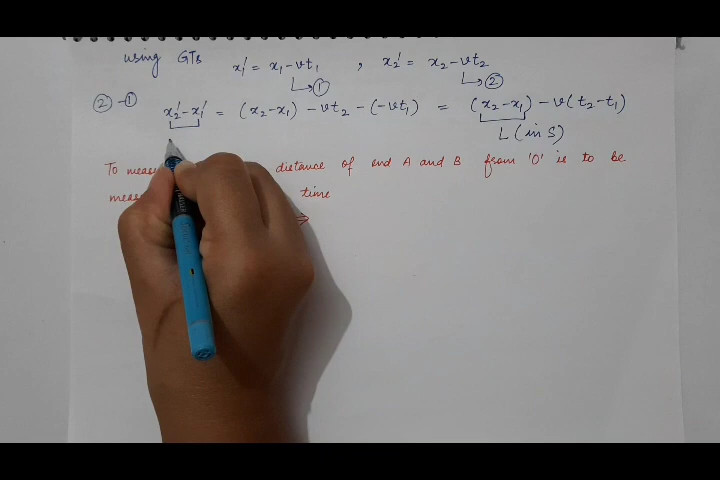 using GTs x₁' = x₁ - vt₁ , x₂' = x₂ - vt₂
↳ ① ↳ ②
② - ① x₂' - x₁' = (x₂ - x₁) - vt₂ - (-vt₁) = (x₂ - x₁) - v(t₂ - t₁)
L (in S)
To distance of end A and B from 'O' is to be
time
⇒